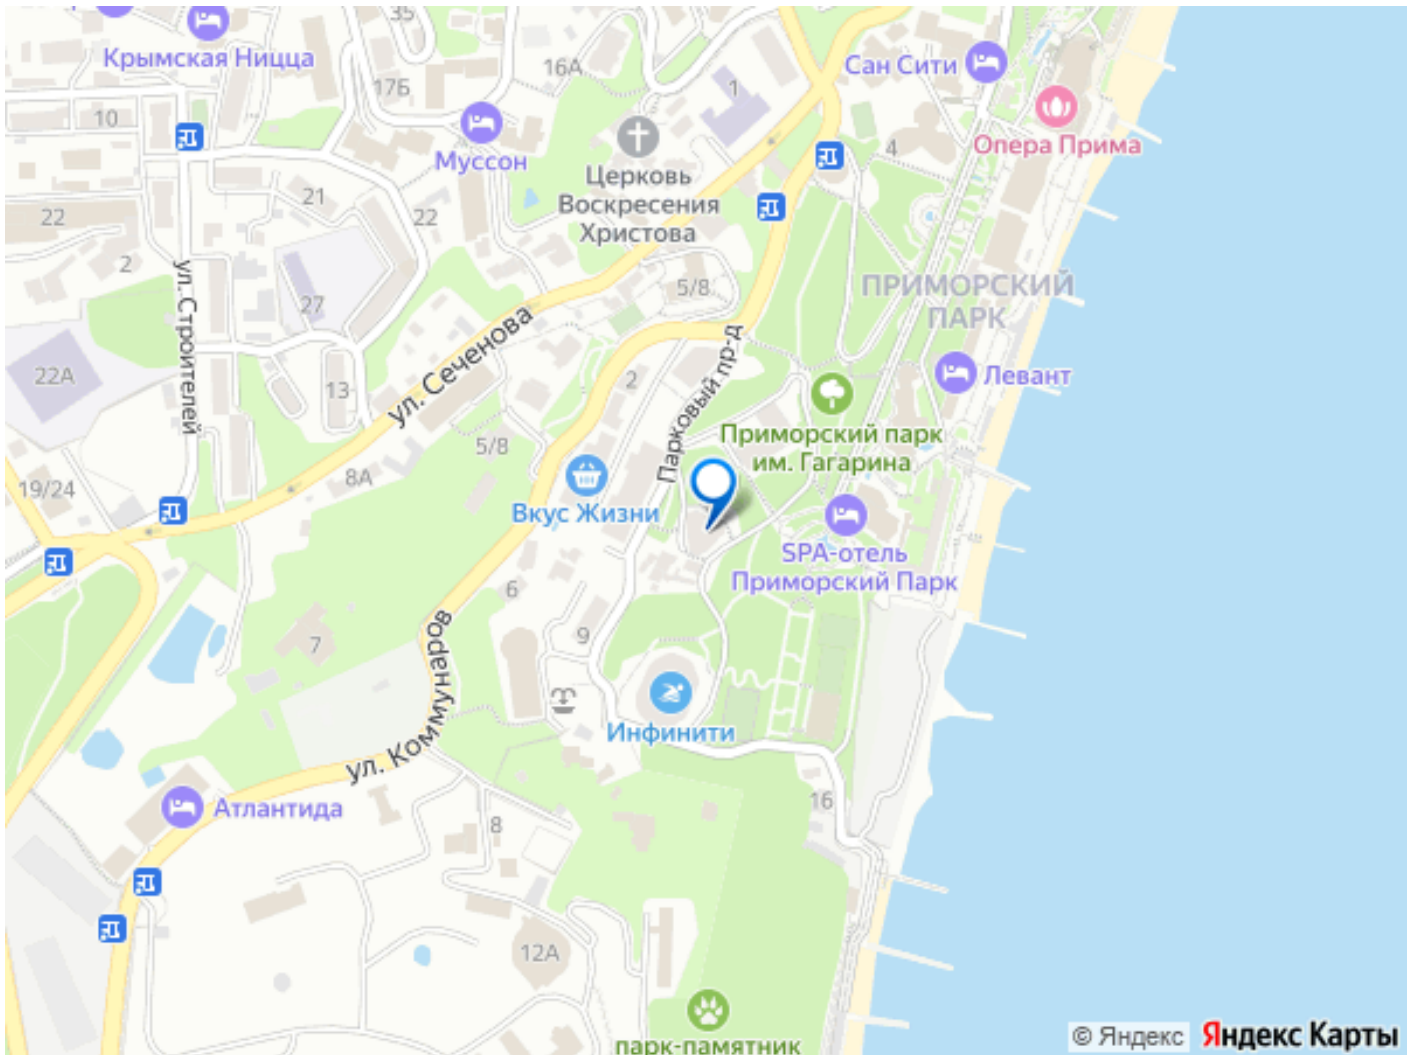 35
Крымская Ницца
17Б
16А
1
Сан Сити
Опера Прима
10
Муссон
4
Церковь
Воскресения
Христова
21
22
22
2
ул. Строителей
27
5/8
ПРИМОРСКИЙ
ПАРК
22А
13
ул. Сеченова
2
Парковый пр-д
Левант
Приморский парк
им. Гагарина
5/8
8А
19/24
Вкус Жизни
SPA-отель
Приморский Парк
6
7
9
ул. Коммунаров
Инфинити
Атлантида
16
8
12А
парк-памятник
© Яндекс Яндекс Карты